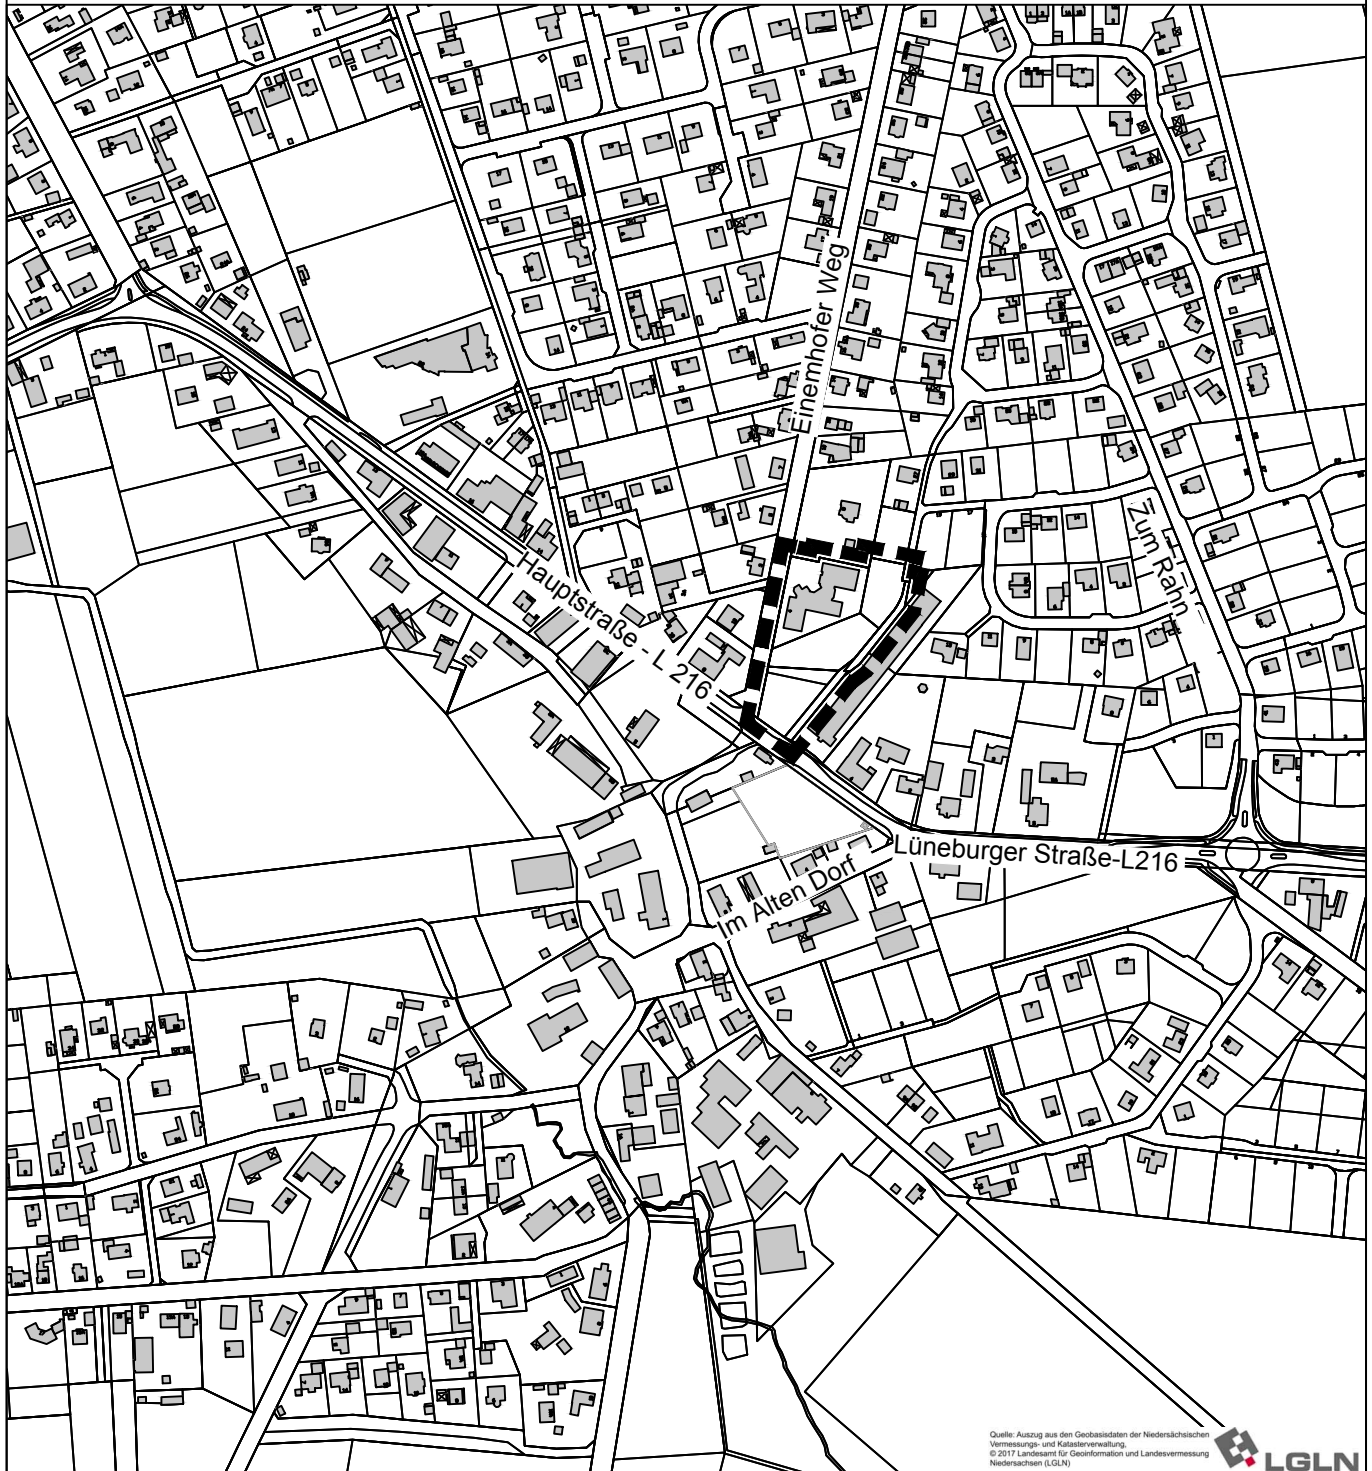 Einemhofer Weg
Zum Rahn
Hauptstraße - L 216
Lüneburger Straße-L216
Im Alten Dorf
Quelle: Auszug aus den Geobasisdaten der Niedersächsischen
Vermessungs- und Katasterverwaltung,
© 2017 Landesamt für Geoinformation und Landesvermessung
Niedersachsen (LGLN)
LGLN